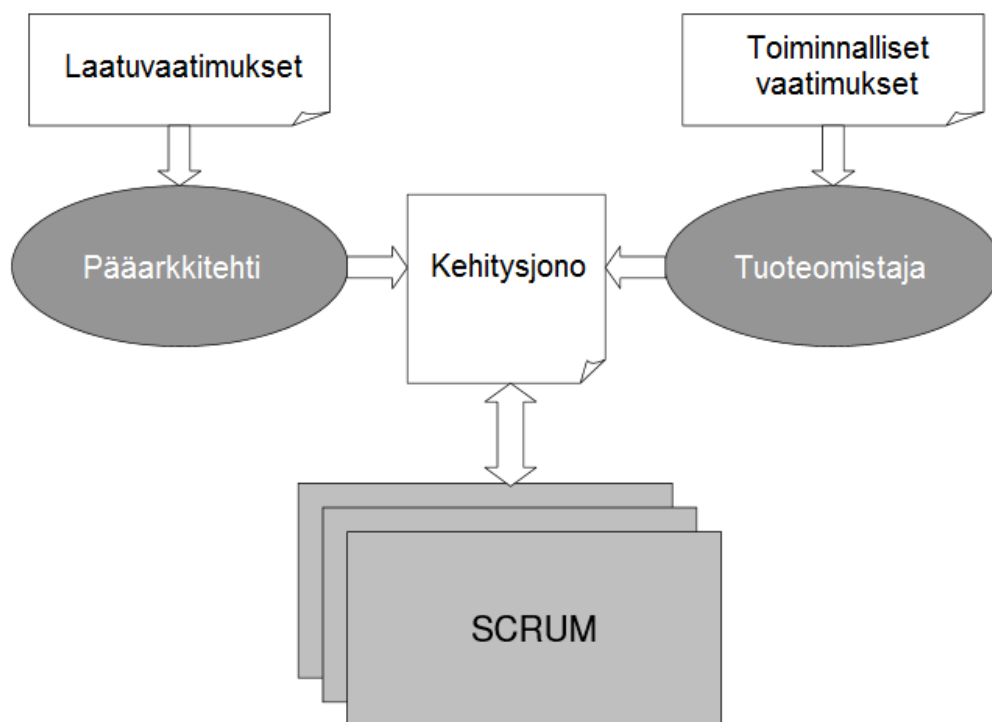 Laatuvaatimukset
Toiminnalliset
vaatimukset
Pääarkkitehti
Kehitysjono
Tuoteomistaja
SCRUM